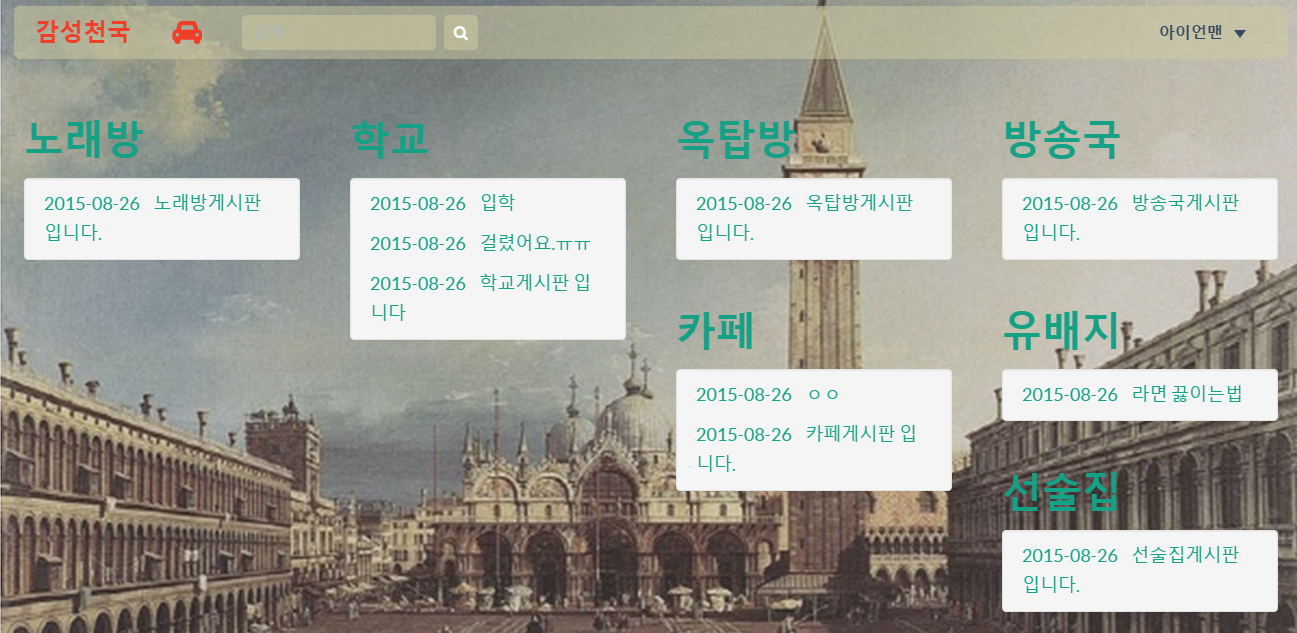 감성천국
아이언맨
노래방
2015-08-26 노래방게시판
입니다.
학교
2015-08-26 입학
2015-08-26 걸렸어요.ㅠㅠ
2015-08-26 학교게시판 입
니다
옥탑방
2015-08-26 옥탑방게시판
입니다.
카페
2015-08-26 ㅇㅇ
2015-08-26 카페게시판 입
니다.
방송국
2015-08-26 방송국게시판
입니다.
유배지
2015-08-26 라면 끓이는법
선술집
2015-08-26 선술집게시판
입니다.